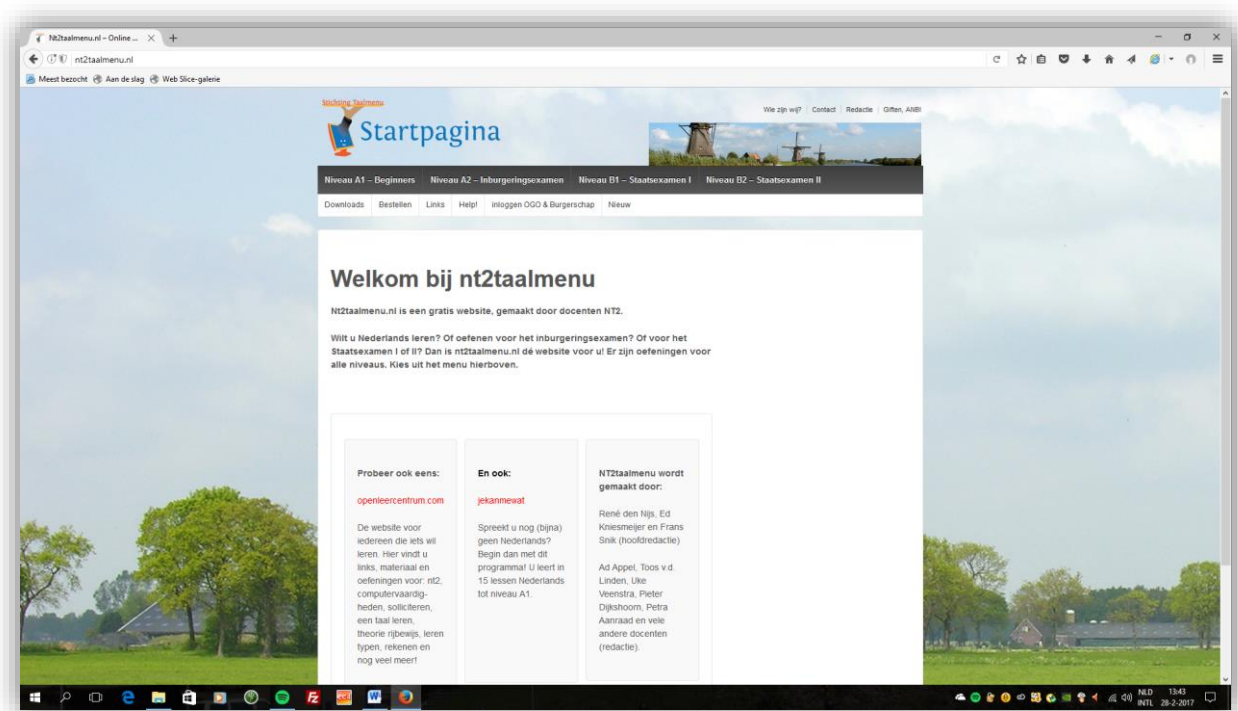 Nt2taalmenu.nl – Online ...
nt2taalmenu.nl
Meest bezocht Aan de slag Web Slice-galerie
Stichting Taalmenu
Startpagina
Wie zijn wij? Contact Redactie Giften, ANBI
Niveau A1 – Beginners Niveau A2 – Inburgeringsexamen Niveau B1 – Staatsexamen I Niveau B2 – Staatsexamen II
Downloads Bestellen Links Help! inloggen OGO & Burgerschap Nieuw
Welkom bij nt2taalmenu
Nt2taalmenu.nl is een gratis website, gemaakt door docenten NT2.
Wilt u Nederlands leren? Of oefenen voor het inburgeringsexamen? Of voor het
Staatsexamen I of II? Dan is nt2taalmenu.nl dé website voor u! Er zijn oefeningen voor
alle niveaus. Kies uit het menu hierboven.
Probeer ook eens:
openleercentrum.com
De website voor
iedereen die iets wil
leren. Hier vindt u
links, materiaal en
oefeningen voor: nt2,
computervaardig-
heden, solliciteren,
een taal leren,
theorie rijbewijs, leren
typen, rekenen en
nog veel meer!
En ook:
jekanmewat
Spreekt u nog (bijna)
geen Nederlands?
Begin dan met dit
programma! U leert in
15 lessen Nederlands
tot niveau A1.
NT2taalmenu wordt
gemaakt door:
René den Nijs, Ed
Kniesmeijer en Frans
Snik (hoofdredactie)
Ad Appel, Toos v.d.
Linden, Uke
Veenstra, Pieter
Dijkshoorn, Petra
Aanraad en vele
andere docenten
(redactie).
NLD 13:43
INTL 28-2-2017